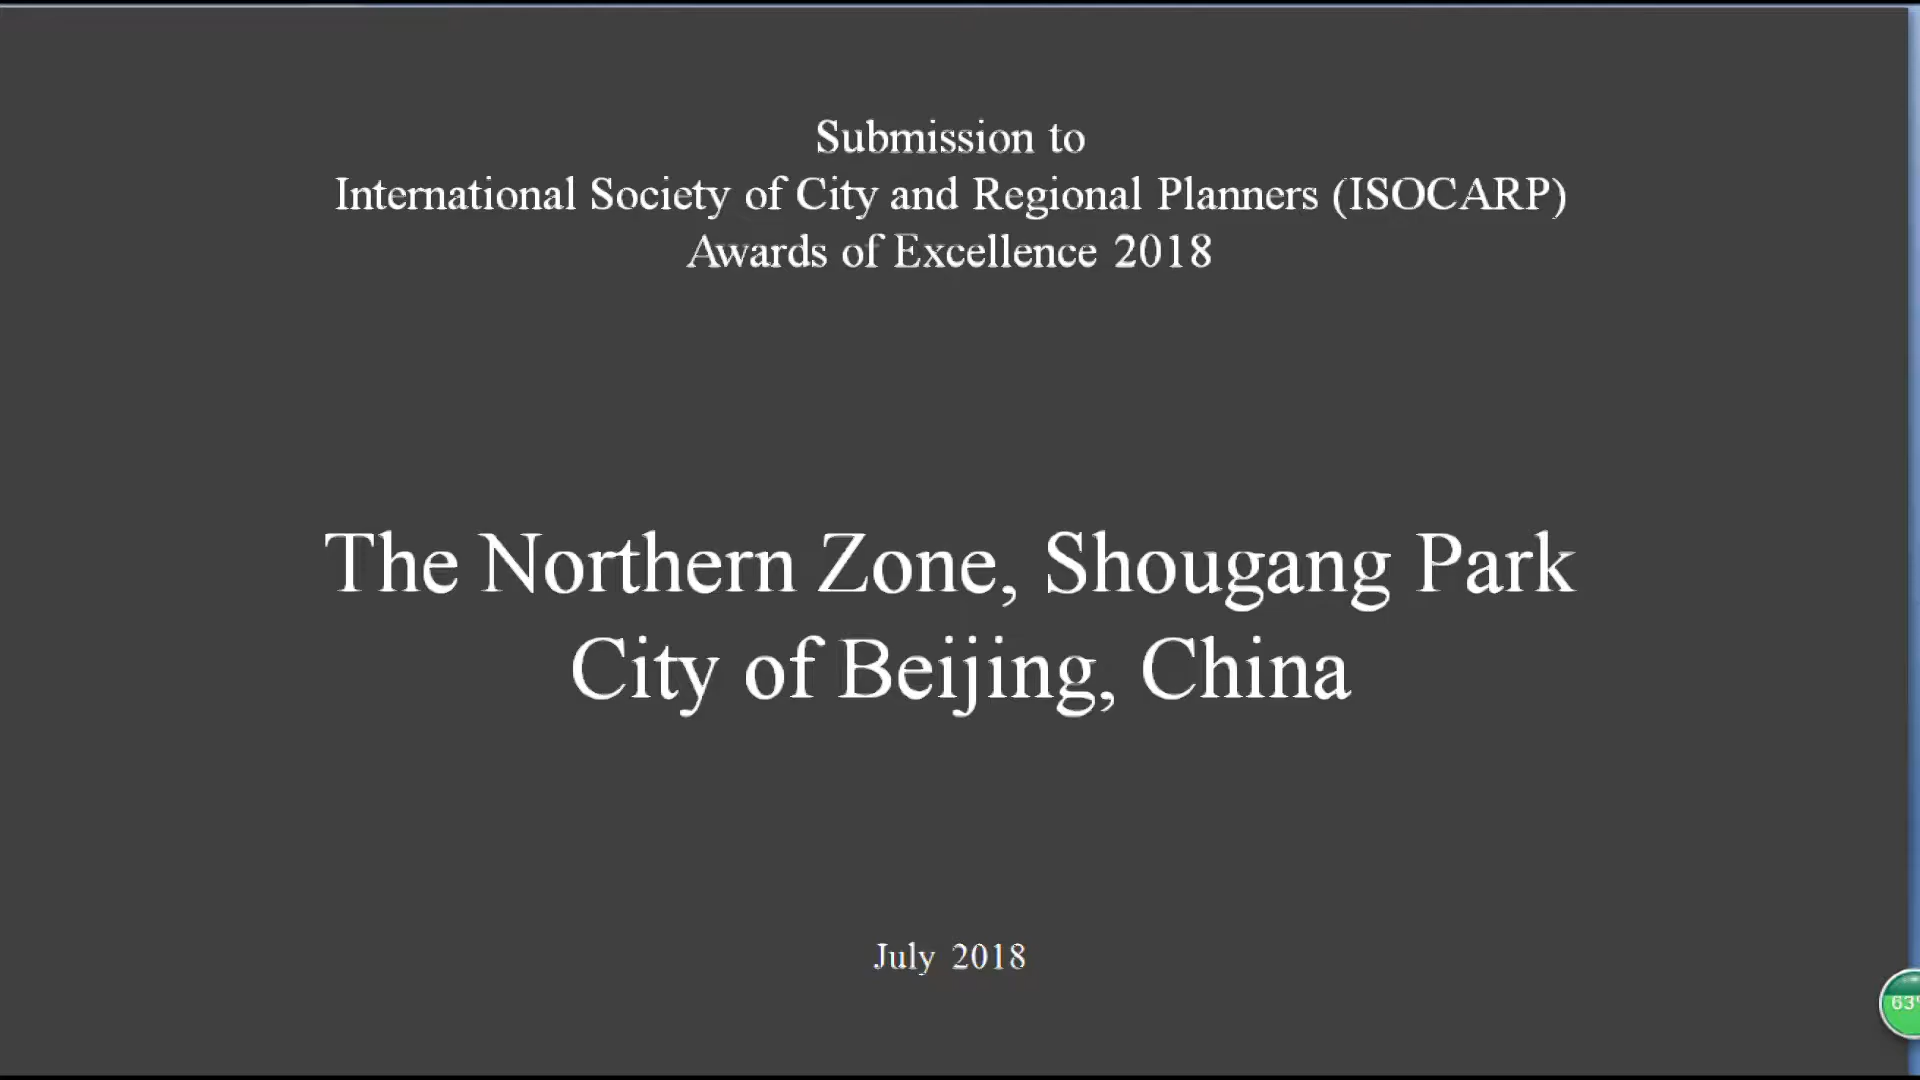 Submission to
International Society of City and Regional Planners (ISOCARP)
Awards of Excellence 2018
The Northern Zone, Shougang Park
City of Beijing, China
July 2018
63